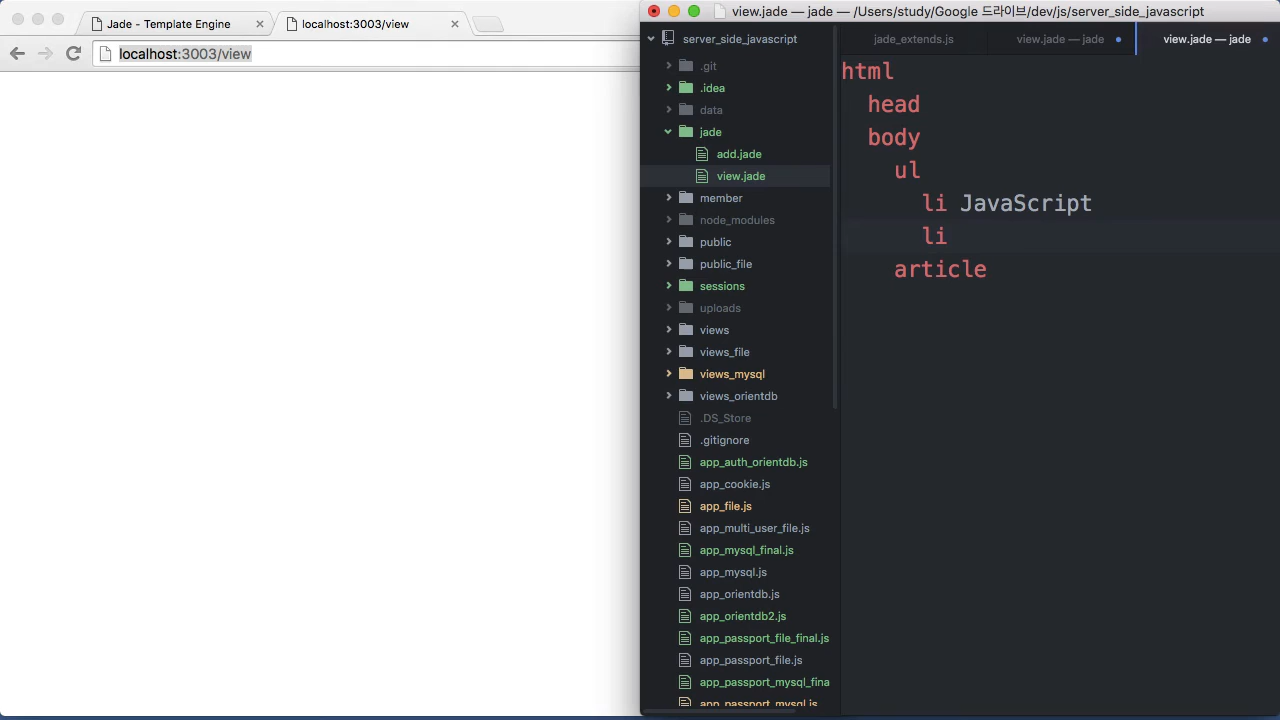 Jade - Template Engine
localhost:3003/view
localhost:3003/view
view.jade — jade — /Users/study/Google 드라이브/dev/js/server_side_javascript
server_side_javascript
.git
.idea
data
jade
add.jade
view.jade
member
node_modules
public
public_file
sessions
uploads
views
views_file
views_mysql
views_orientdb
.DS_Store
.gitignore
app_auth_orientdb.js
app_cookie.js
app_file.js
app_multi_user_file.js
app_mysql_final.js
app_mysql.js
app_orientdb.js
app_orientdb2.js
app_passport_file_final.js
app_passport_file.js
app_passport_mysql_fina
app_passport_mysql.js
jade_extends.js
view.jade — jade
view.jade — jade
html
head
body
ul
li JavaScript
li
article